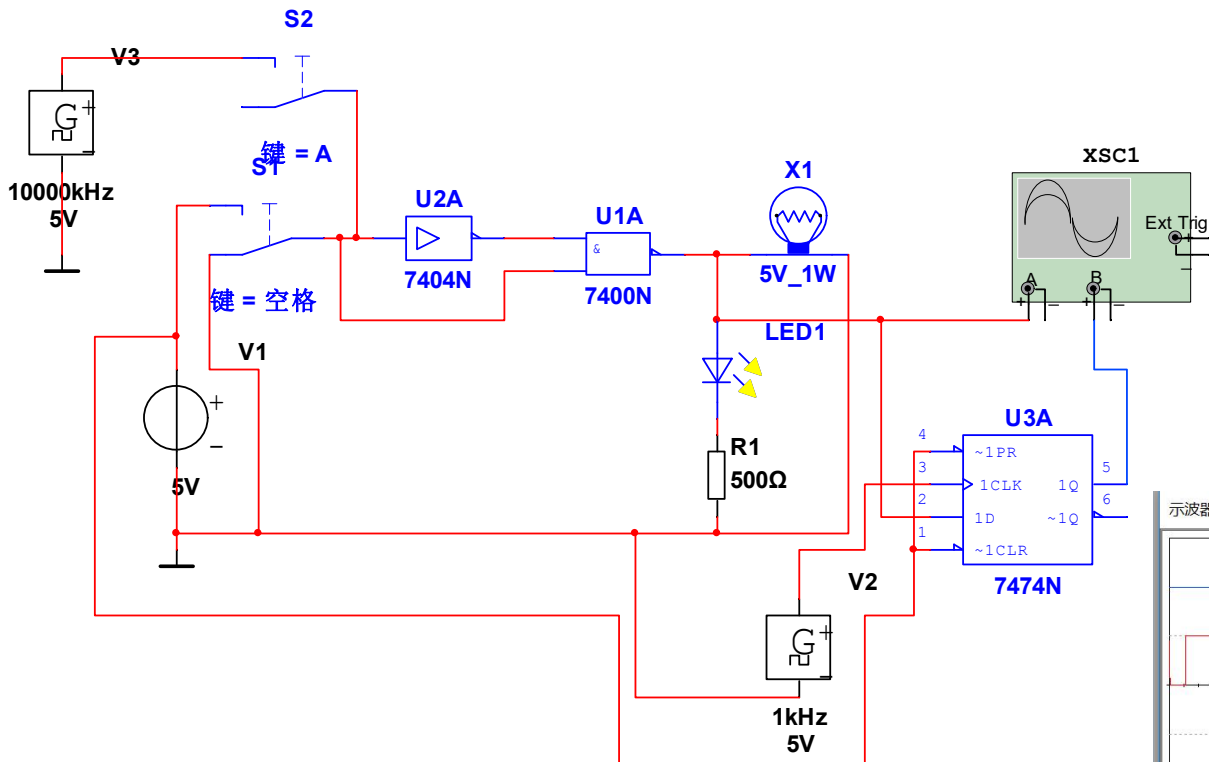 S2
V3
G
+
−
键 = A
S1
10000kHz
5V
键 = 空格
U2A
7404N
U1A
&
7400N
X1
5V_1W
XSC1
Ext Trig
+
−
A
B
+
−
+
−
LED1
V1
+
−
5V
R1
500Ω
U3A
4
~1PR
3
1CLK
2
1D
1
~1CLR
1Q
5
~1Q
6
7474N
V2
G
+
−
1kHz
5V
示波器